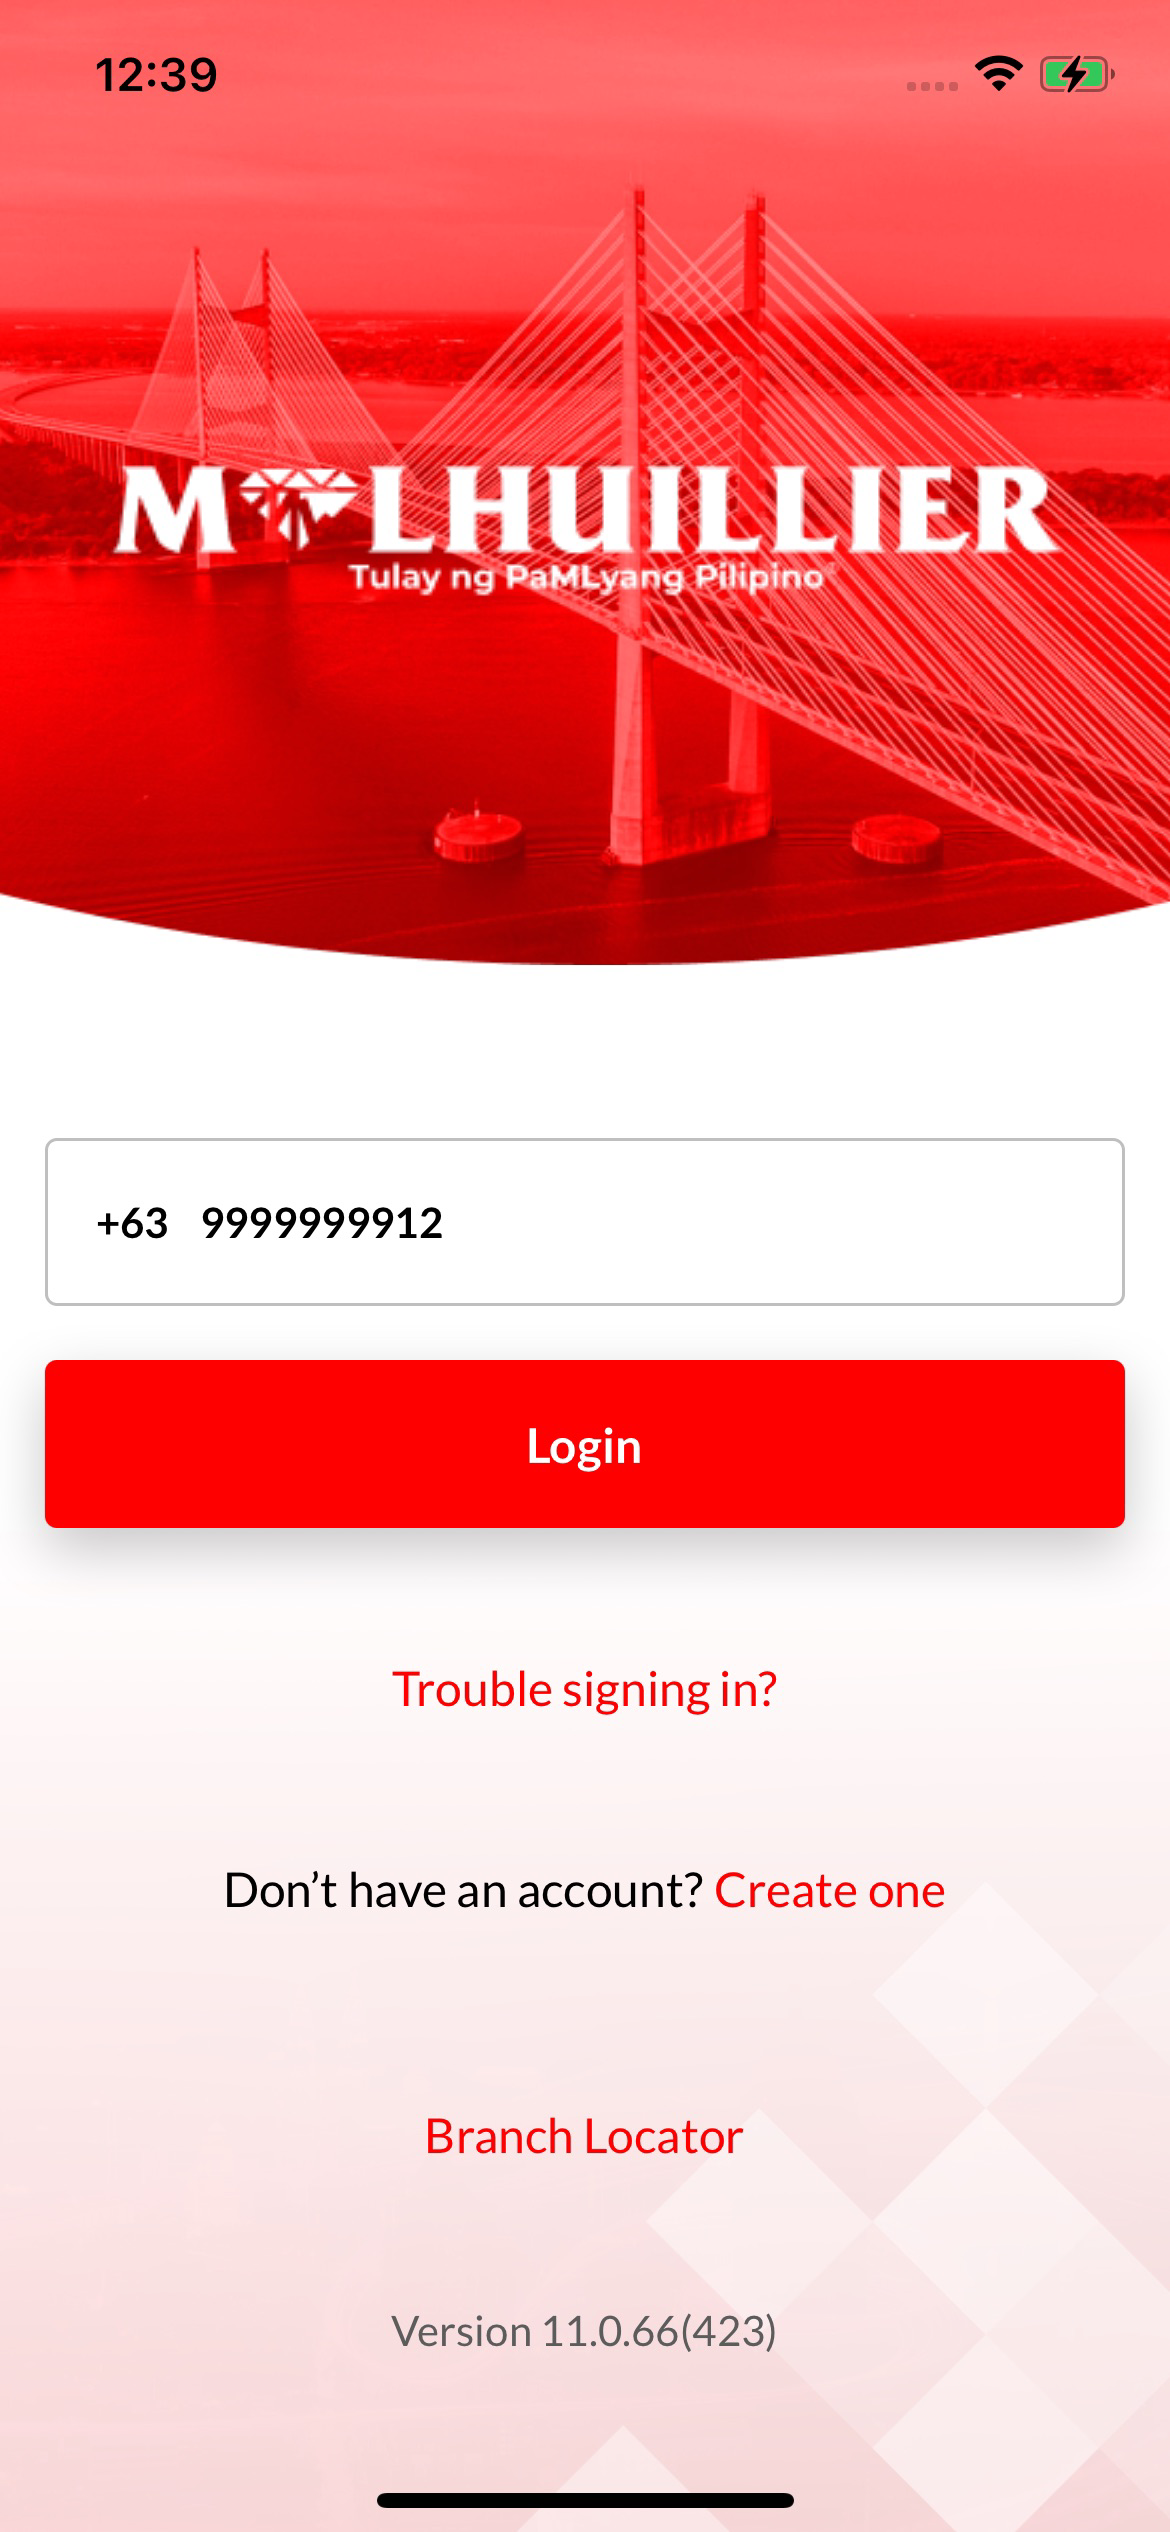 12:39
M LHUILLIER
Tulay ng PaMLyang Pilipino
+63 9999999912
Login
Trouble signing in?
Don’t have an account? Create one
Branch Locator
Version 11.0.66(423)